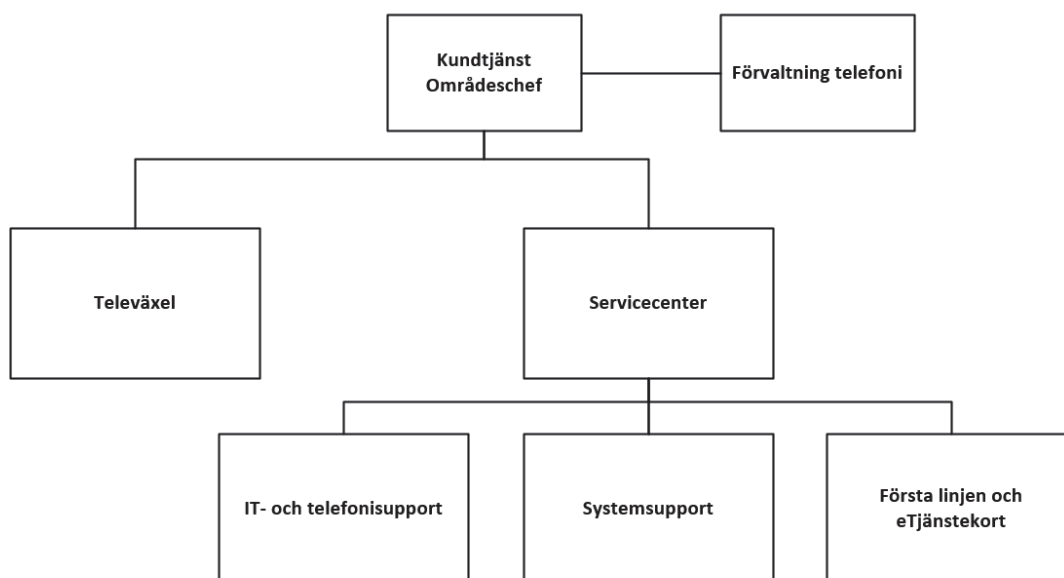 Kundtjänst
Områdeschef
Förvaltning telefoni
Televäxel
Servicecenter
IT- och telefonisupport
Systemsupport
Första linjen och
eTjänstekort